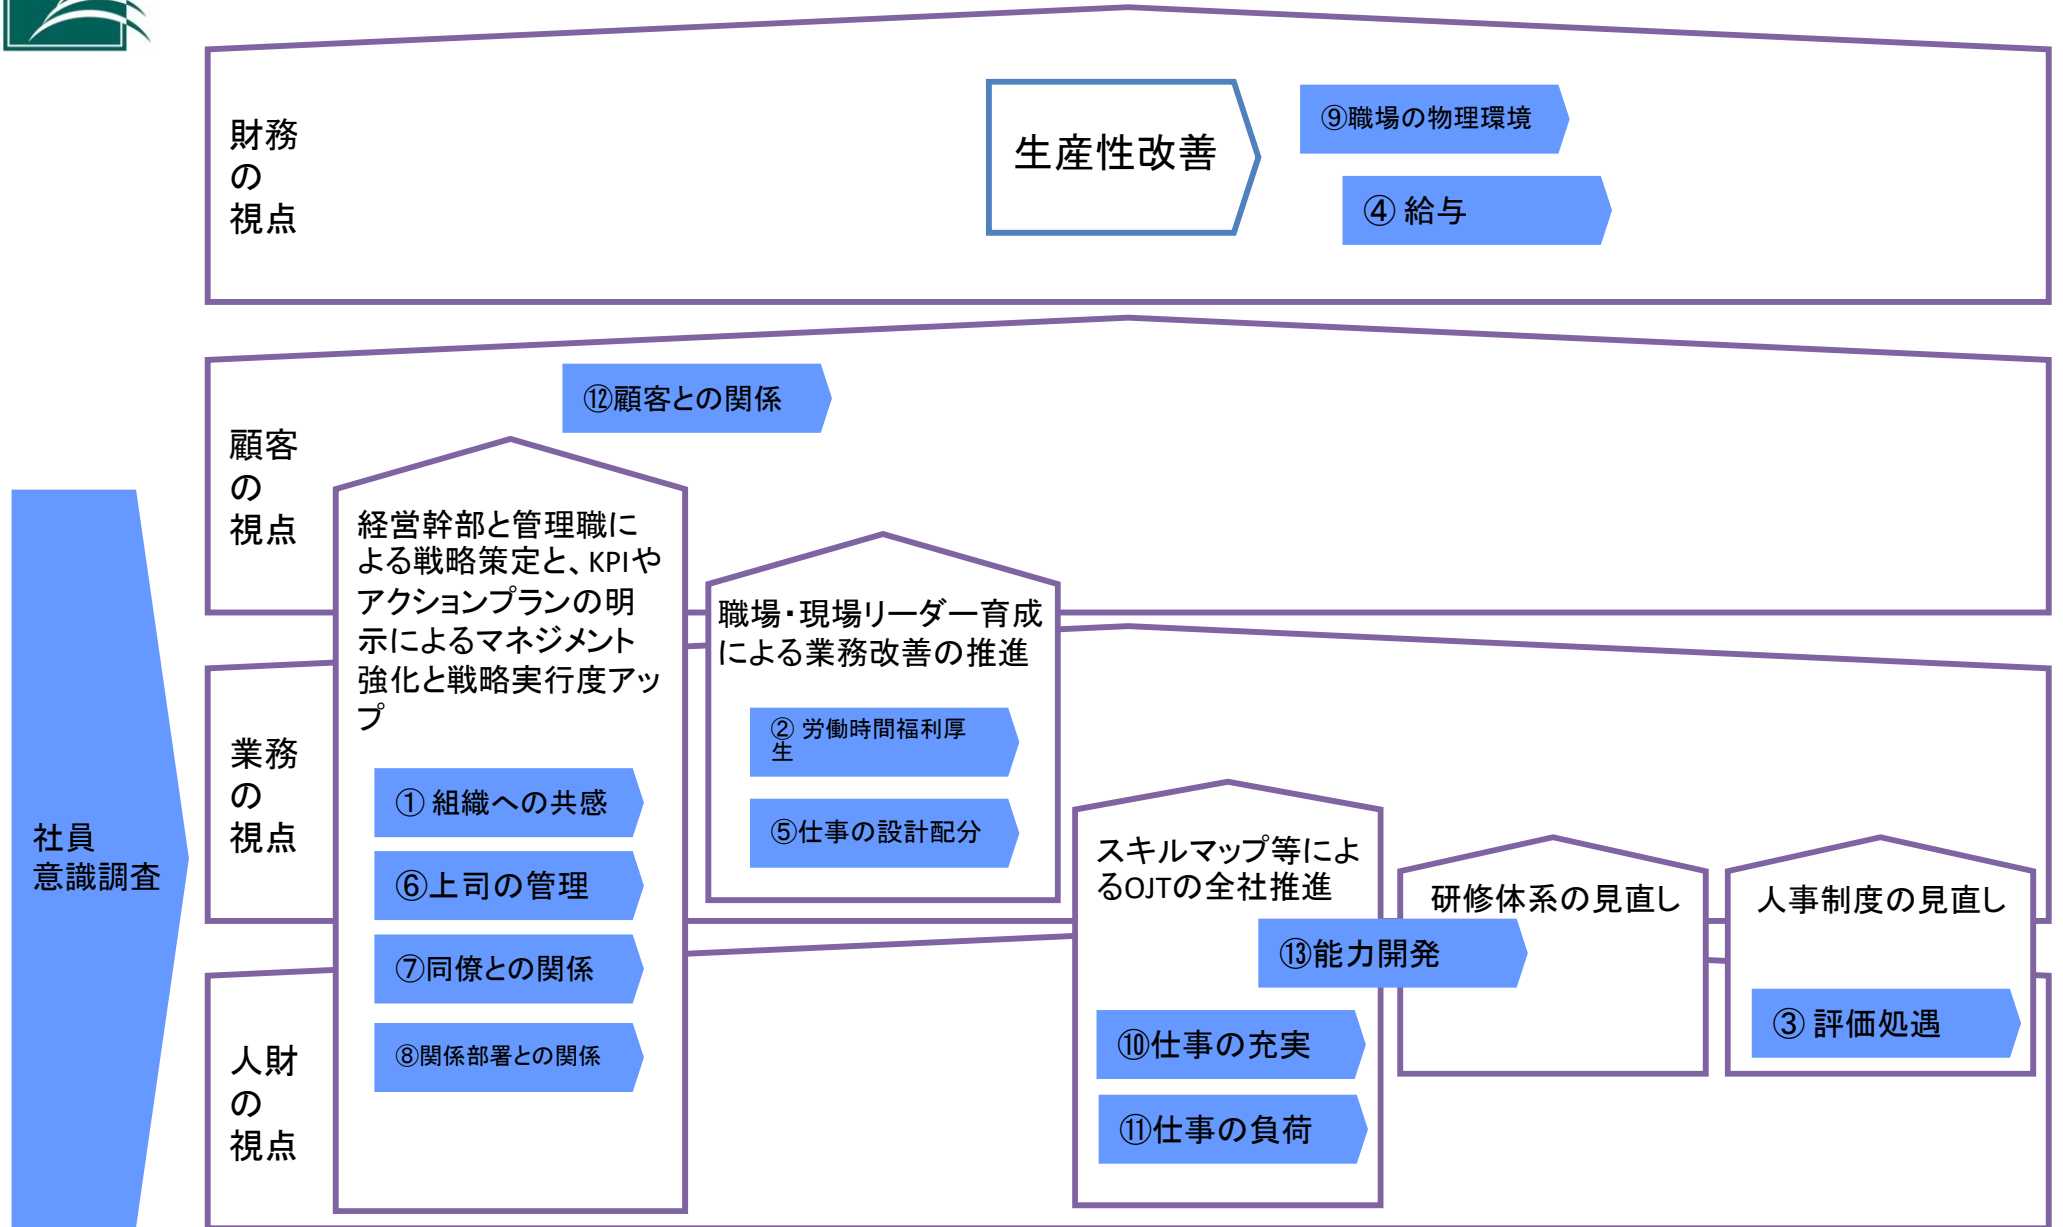 財務
の
視点
生産性改善
⑨職場の物理環境
④ 給与
顧客
の
視点
⑫顧客との関係
経営幹部と管理職に
よる戦略策定と、KPIや
アクションプランの明
示によるマネジメント
強化と戦略実行度アッ
プ
職場・現場リーダー育成
による業務改善の推進
業務
の
視点
② 労働時間福利厚
生
⑤仕事の設計配分
① 組織への共感
⑥上司の管理
⑦同僚との関係
⑧関係部署との関係
社員
意識調査
スキルマップ等によ
るOJTの全社推進
研修体系の見直し
人事制度の見直し
⑬能力開発
人財
の
視点
⑩仕事の充実
⑪仕事の負荷
③ 評価処遇